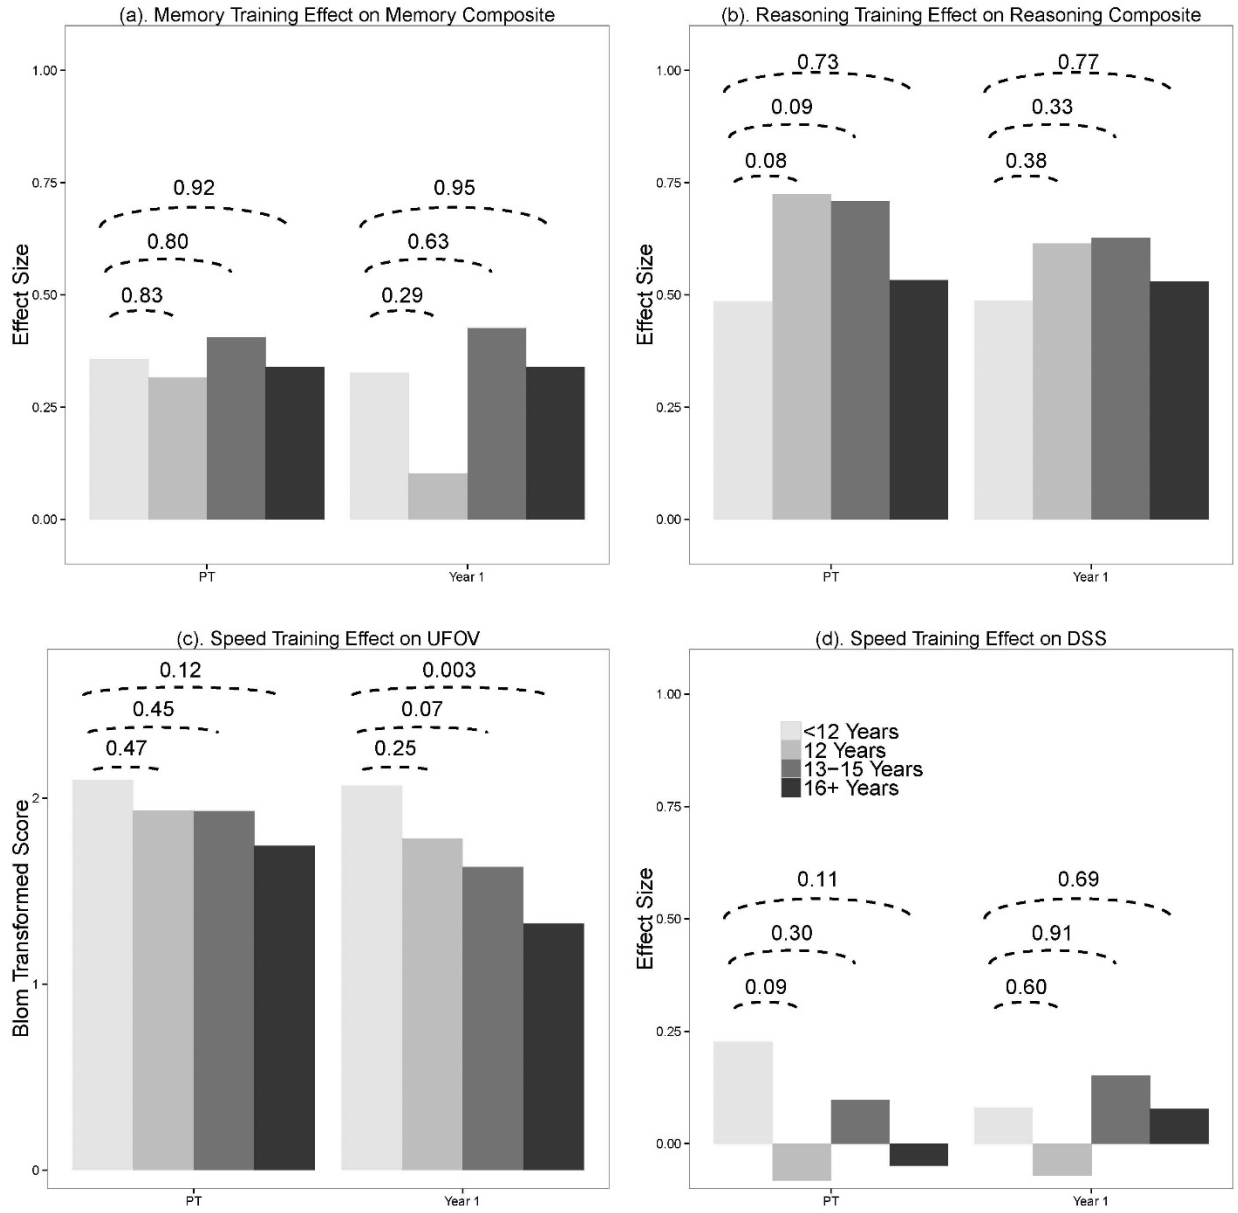 (a). Memory Training Effect on Memory Composite
1.00
0.75
0.50
0.25
0.00
Effect Size
0.92
0.80
0.83
0.95
0.63
0.29
PT
Year 1
(b). Reasoning Training Effect on Reasoning Composite
1.00
0.75
0.50
0.25
0.00
Effect Size
0.73
0.09
0.08
0.77
0.33
0.38
PT
Year 1
(c). Speed Training Effect on UFOV
2
1
0
Blom Transformed Score
0.12
0.45
0.47
0.003
0.07
0.25
PT
Year 1
(d). Speed Training Effect on DSS
1.00
0.75
0.50
0.25
0.00
Effect Size
<12 Years
12 Years
13−15 Years
16+ Years
0.11
0.30
0.09
0.69
0.91
0.60
PT
Year 1